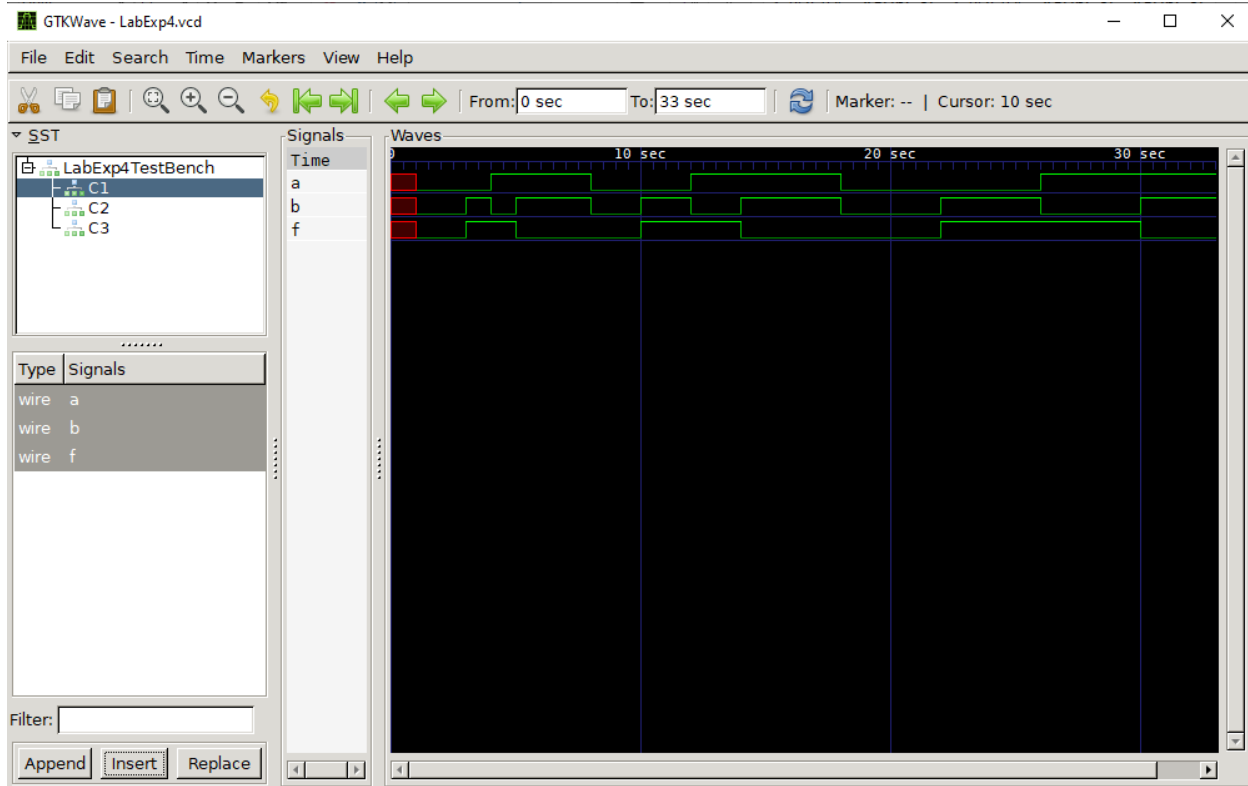 GTKWave - LabExp4.vcd
File Edit Search Time Markers View Help
From: 0 sec To: 33 sec Marker: -- | Cursor: 10 sec
SST
LabExp4TestBench
C1
C2
C3
Type Signals
wire a
wire b
wire f
Filter:
Append Insert Replace
Signals
Time
a
b
f
Waves
0 10 sec 20 sec 30 sec